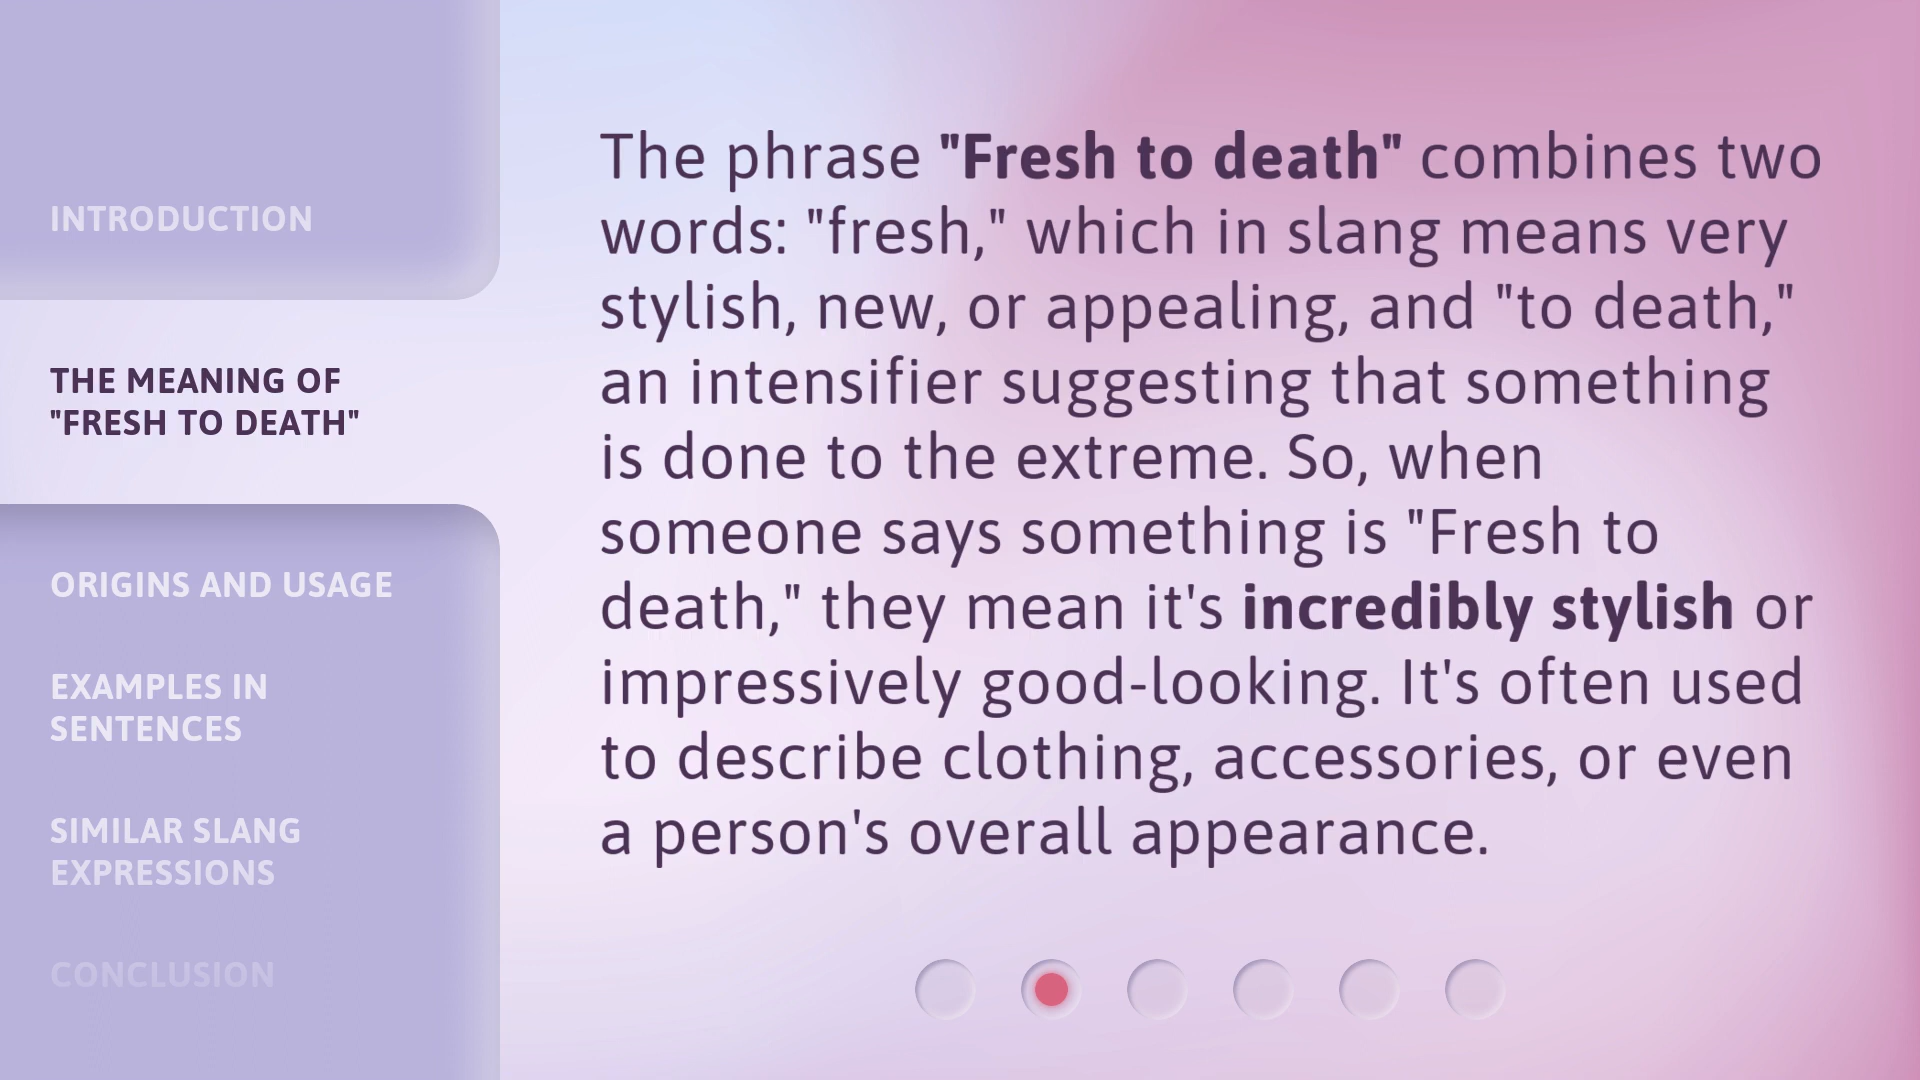 INTRODUCTION
THE MEANING OF
"FRESH TO DEATH"
ORIGINS AND USAGE
EXAMPLES IN
SENTENCES
SIMILAR SLANG
EXPRESSIONS
CONCLUSION
The phrase "Fresh to death" combines two
words: "fresh," which in slang means very
stylish, new, or appealing, and "to death,"
an intensifier suggesting that something
is done to the extreme. So, when
someone says something is "Fresh to
death," they mean it's incredibly stylish or
impressively good-looking. It's often used
to describe clothing, accessories, or even
a person's overall appearance.